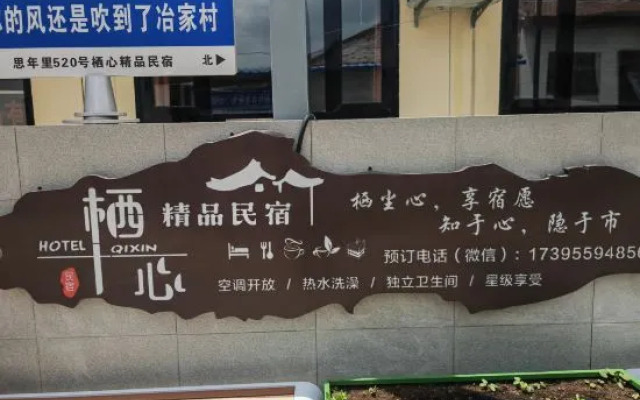 的风还是吹到了冶家村
思年里520号栖心精品民宿 北▶
栖心
HOTEL QIXIN
民宿
精品民宿
栖尘心，享宿愿
知于心，隐于市
预订电话（微信）：1739559485
空调开放 / 热水洗澡 / 独立卫生间 / 星级享受